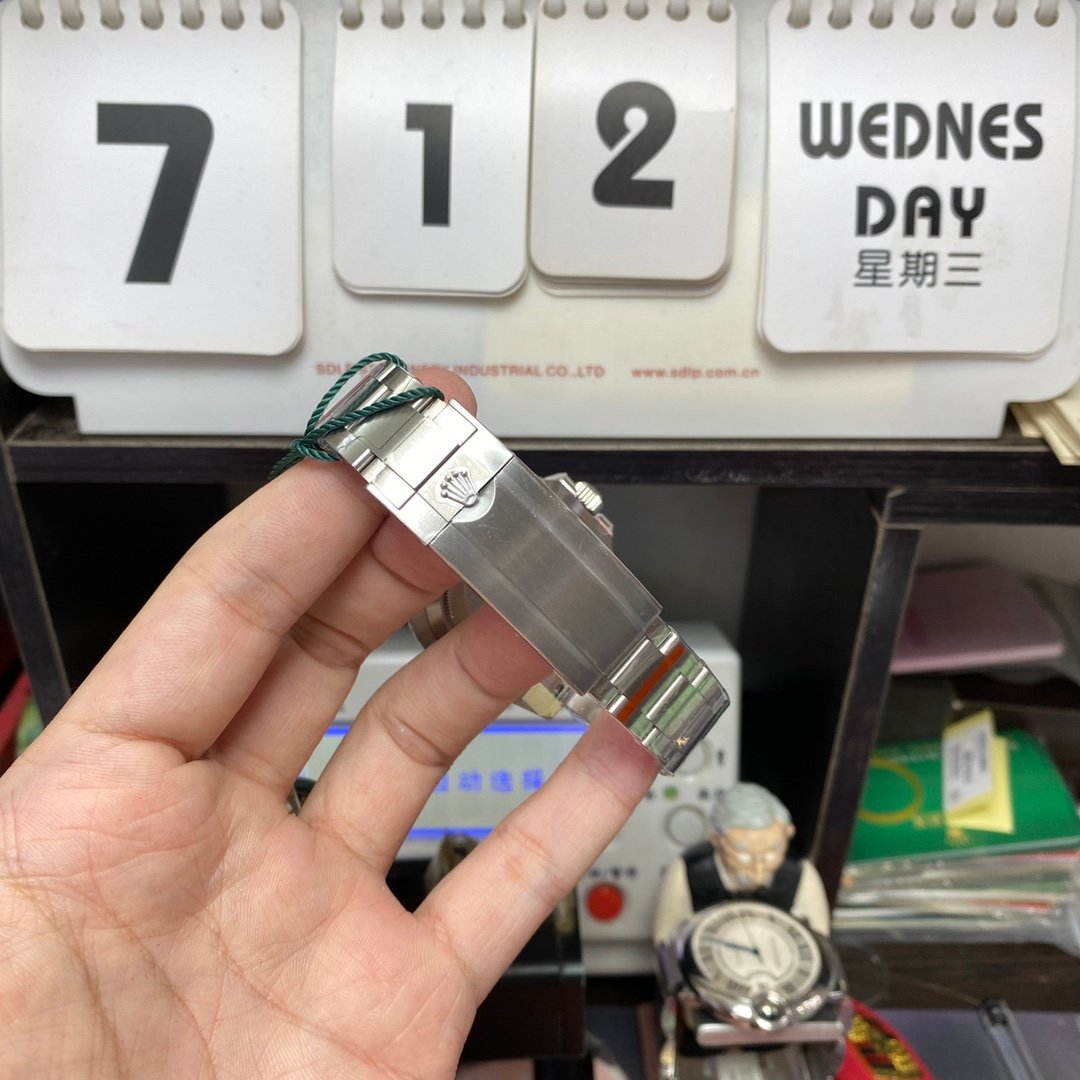 7
1
2
WEDNES
DAY
星期三
INDUSTRIAL CO.,LTD
www.sdlp.com.cn
自动选择